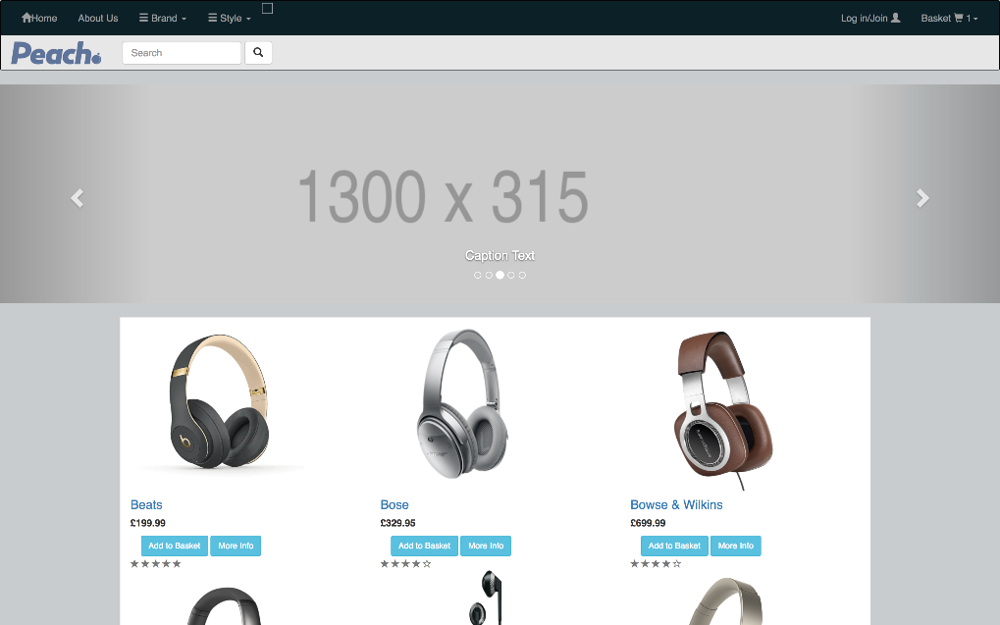 Home About Us Brand Style Log in/Join Basket 1
Peach.
Search
1300 x 315
Caption Text
Beats Bose Bowse & Wilkins
£199.99 £329.95 £699.99
Add to Basket More Info Add to Basket More Info Add to Basket More Info